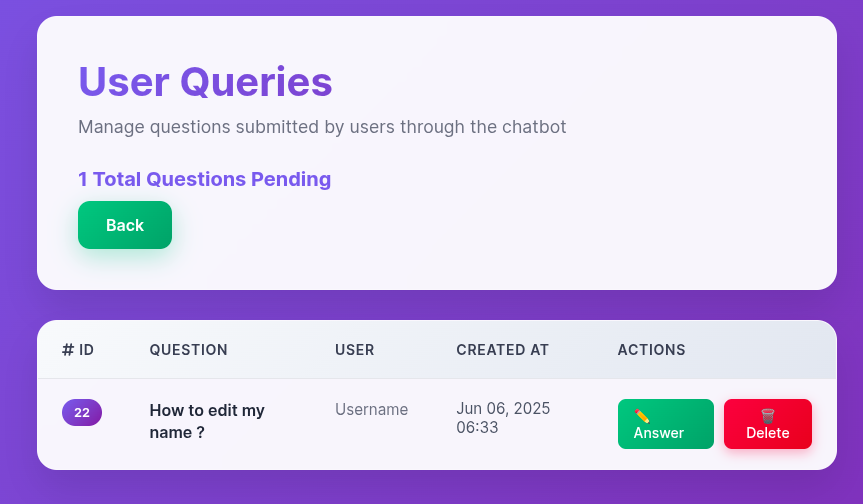 User Queries
Manage questions submitted by users through the chatbot
1 Total Questions Pending
Back
# ID QUESTION USER CREATED AT ACTIONS
22 How to edit my name ? Username Jun 06, 2025 06:33 ✏️ Answer 🗑️ Delete